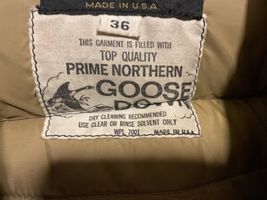 MADE IN U.S.A
36
THIS GARMENT IS FILLED WITH
TOP QUALITY
PRIME NORTHERN
GOOSE
DOWN
DRY CLEANING RECOMMENDED
USE CLEAR OR RINSE SOLVENT ONLY
WPL 7001 MADE IN U.S.A.